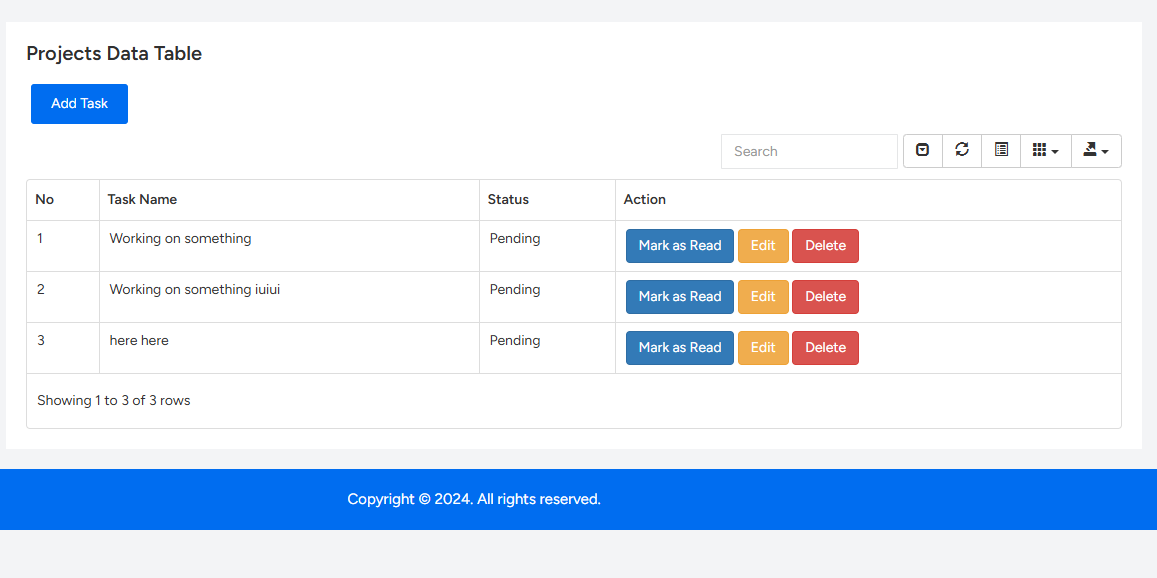 Projects Data Table
Add Task
Search
No Task Name Status Action
1 Working on something Pending Mark as Read Edit Delete
2 Working on something iuiui Pending Mark as Read Edit Delete
3 here here Pending Mark as Read Edit Delete
Showing 1 to 3 of 3 rows
Copyright © 2024. All rights reserved.